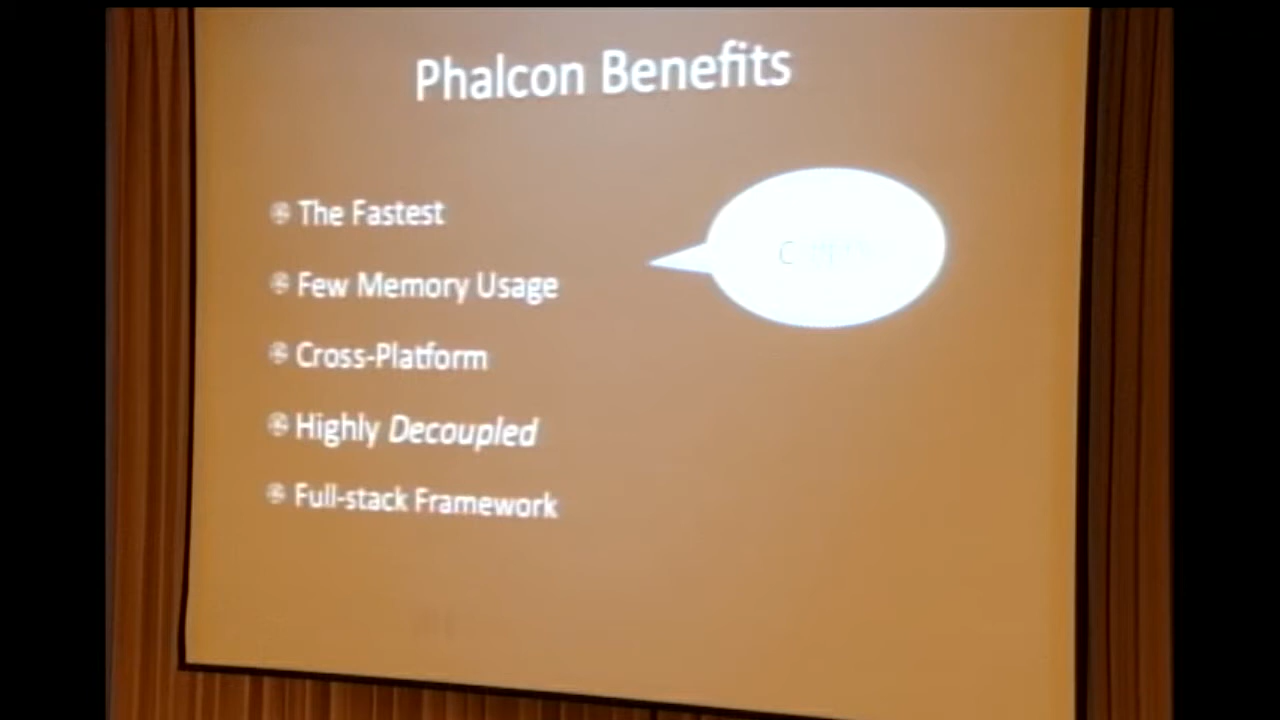 Phalcon Benefits
The Fastest
Few Memory Usage
Cross-Platform
Highly Decoupled
Full-stack Framework